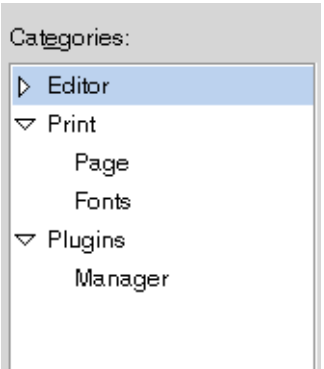 Categories:
Editor
Print
Page
Fonts
Plugins
Manager